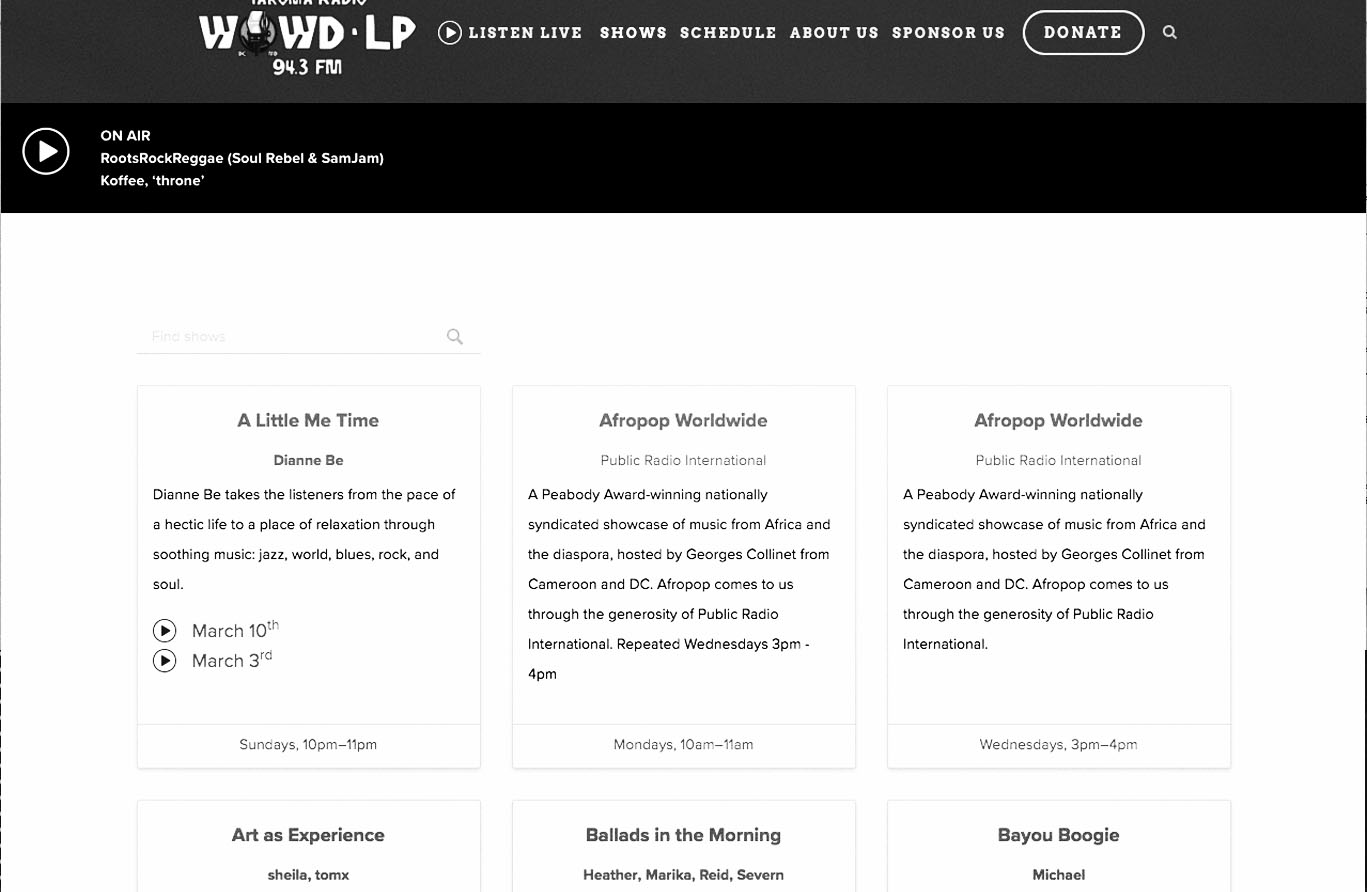 TAKOMA RADIO
WOWD-LP
94.3 FM
LISTEN LIVE SHOWS SCHEDULE ABOUT US SPONSOR US DONATE
ON AIR
RootsRockReggae (Soul Rebel & SamJam)
Koffee, ‘throne’
Find shows
A Little Me Time
Dianne Be
Dianne Be takes the listeners from the pace of
a hectic life to a place of relaxation through
soothing music: jazz, world, blues, rock, and
soul.
March 10th
March 3rd
Sundays, 10pm–11pm
Afropop Worldwide
Public Radio International
A Peabody Award-winning nationally
syndicated showcase of music from Africa and
the diaspora, hosted by Georges Collinet from
Cameroon and DC. Afropop comes to us
through the generosity of Public Radio
International. Repeated Wednesdays 3pm -
4pm
Mondays, 10am–11am
Afropop Worldwide
Public Radio International
A Peabody Award-winning nationally
syndicated showcase of music from Africa and
the diaspora, hosted by Georges Collinet from
Cameroon and DC. Afropop comes to us
through the generosity of Public Radio
International.
Wednesdays, 3pm–4pm
Art as Experience
sheila, tomx
Ballads in the Morning
Heather, Marika, Reid, Severn
Bayou Boogie
Michael